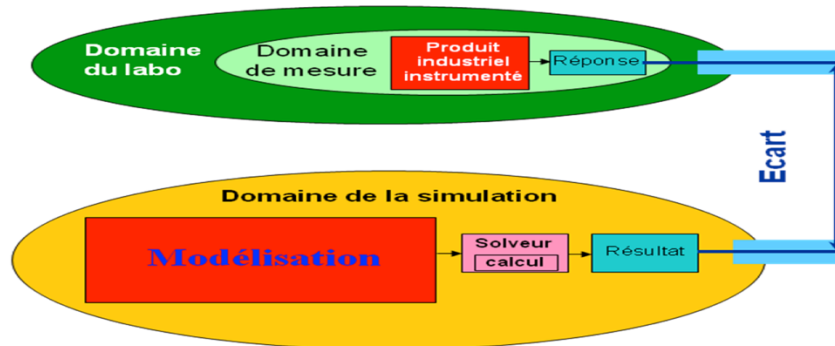 Domaine
du labo
Domaine
de mesure
Produit
industriel
instrumenté
Réponse
Ecart
Domaine de la simulation
Modélisation
Solveur
calcul
Résultat